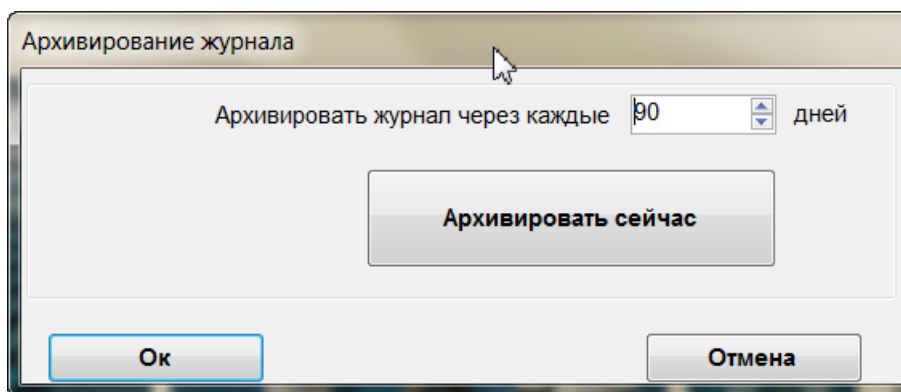 Архивирование журнала
Архивировать журнал через каждые 90 дней
Архивировать сейчас
Ок Отмена